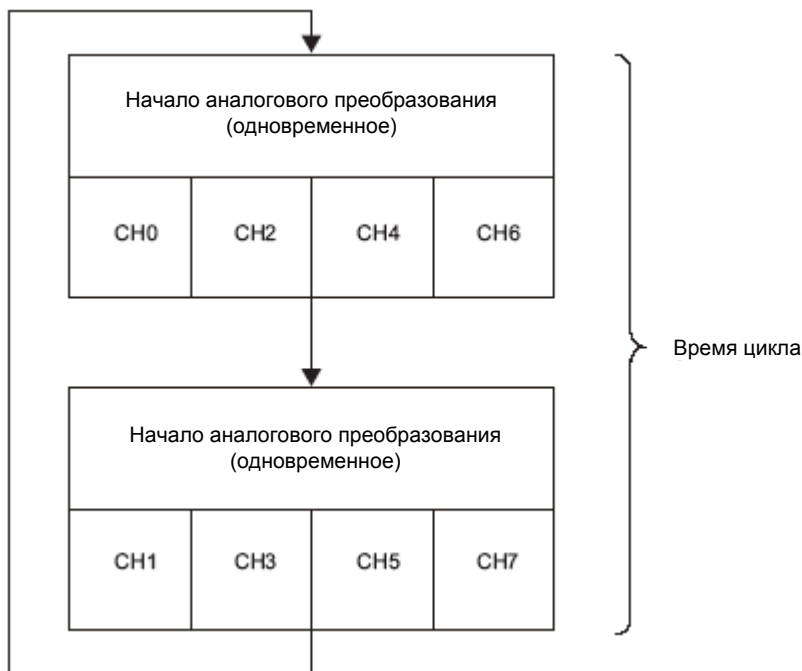 Начало аналогового преобразования
(одновременное)
CH0 CH2 CH4 CH6
Время цикла
Начало аналогового преобразования
(одновременное)
CH1 CH3 CH5 CH7